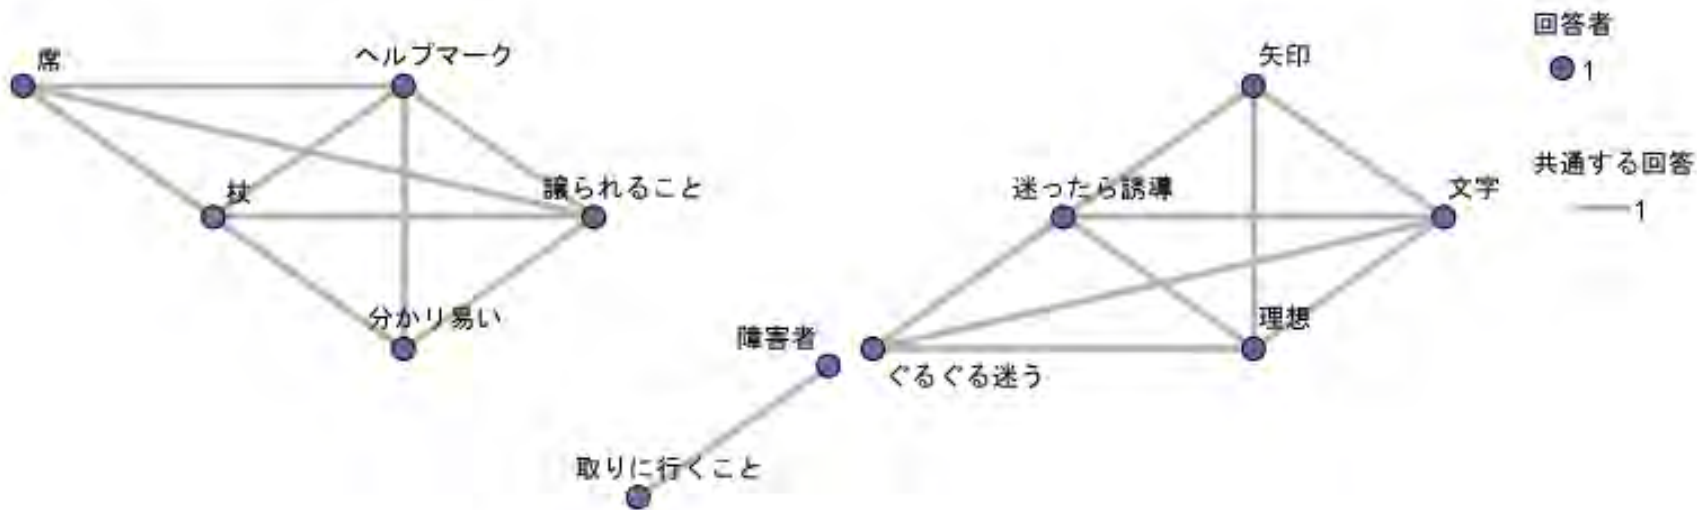 席
ヘルプマーク
杖
譲られること
分かり易い
障害者
取りに行くこと
矢印
迷ったら誘導
文字
理想
ぐるぐる迷う
回答者
1
共通する回答
1